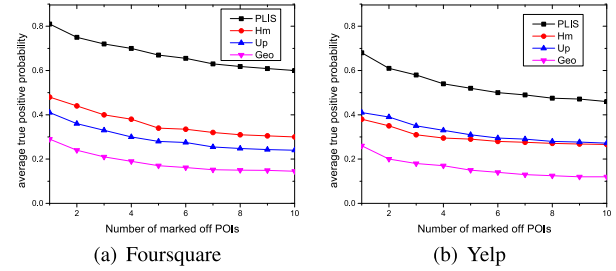 average true positive probability
0.8
0.6
0.4
0.2
0.0
2
4
6
8
10
Number of marked off POIs
PLIS
Hm
Up
Geo
(a) Foursquare
average true positive probability
0.8
0.6
0.4
0.2
0.0
2
4
6
8
10
Number of marked off POIs
PLIS
Hm
Up
Geo
(b) Yelp